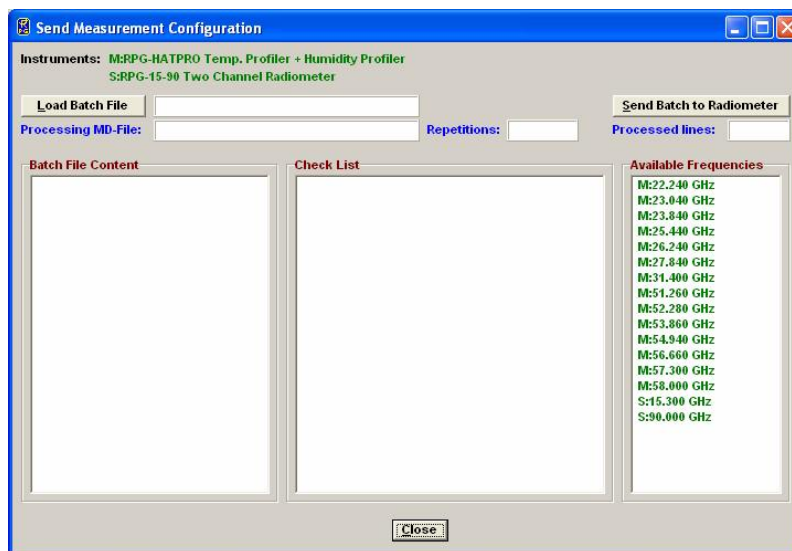 Send Measurement Configuration
Instruments: M:RPG-HATPRO Temp. Profiler + Humidity Profiler
S:RPG-15-90 Two Channel Radiometer
Load Batch File
Send Batch to Radiometer
Processing MD-File:
Repetitions:
Processed lines:
Batch File Content
Check List
Available Frequencies
M:22.240 GHz
M:23.040 GHz
M:23.840 GHz
M:25.440 GHz
M:26.240 GHz
M:27.840 GHz
M:31.400 GHz
M:51.260 GHz
M:52.280 GHz
M:53.860 GHz
M:54.940 GHz
M:56.660 GHz
M:57.300 GHz
M:58.000 GHz
S:15.300 GHz
S:90.000 GHz
Close